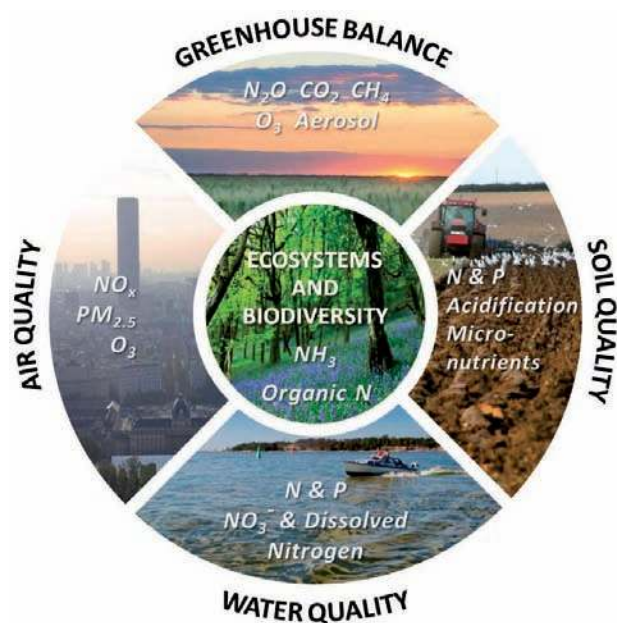 GREENHOUSE BALANCE
N₂O CO₂ CH₄
O₃ Aerosol
AIR QUALITY
NOₓ
PM₂.₅
O₃
ECOSYSTEMS
AND
BIODIVERSITY
NH₃
Organic N
SOIL QUALITY
N & P
Acidification
Micro-
nutrients
N & P
NO₃⁻ & Dissolved
Nitrogen
WATER QUALITY